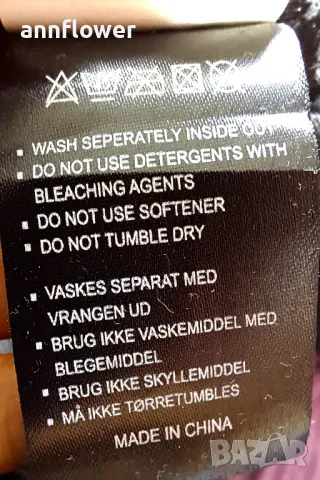 annflower
▪ WASH SEPERATELY INSIDE OUT
▪ DO NOT USE DETERGENTS WITH
BLEACHING AGENTS
▪ DO NOT USE SOFTENER
▪ DO NOT TUMBLE DRY
▪ VASKES SEPARAT MED
VRANGEN UD
▪ BRUG IKKE VASKEMIDDEL MED
BLEGEMIDDEL
▪ BRUG IKKE SKYLLEMIDDEL
▪ MÅ IKKE TØRRETUMBLES
MADE IN CHINA
BAZAR